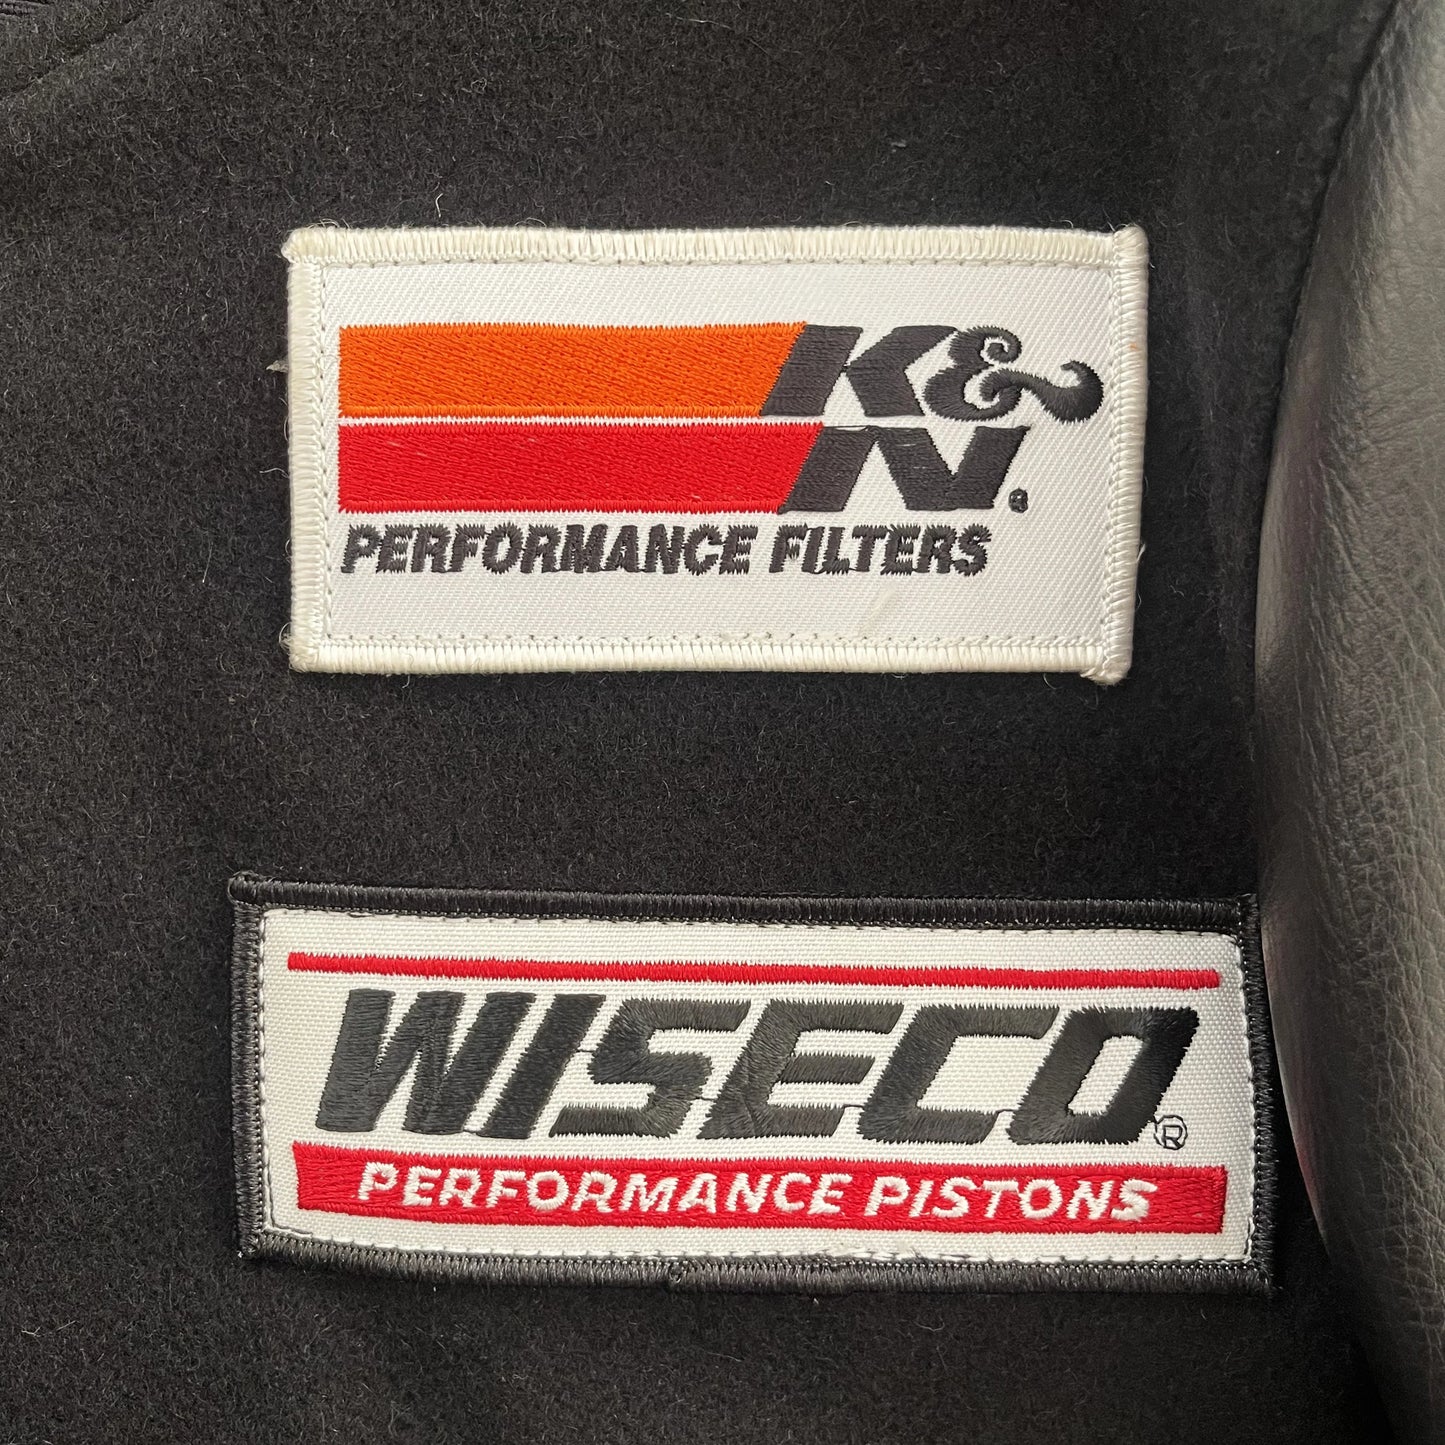 K&
N®
PERFORMANCE FILTERS
WISECO®
PERFORMANCE PISTONS